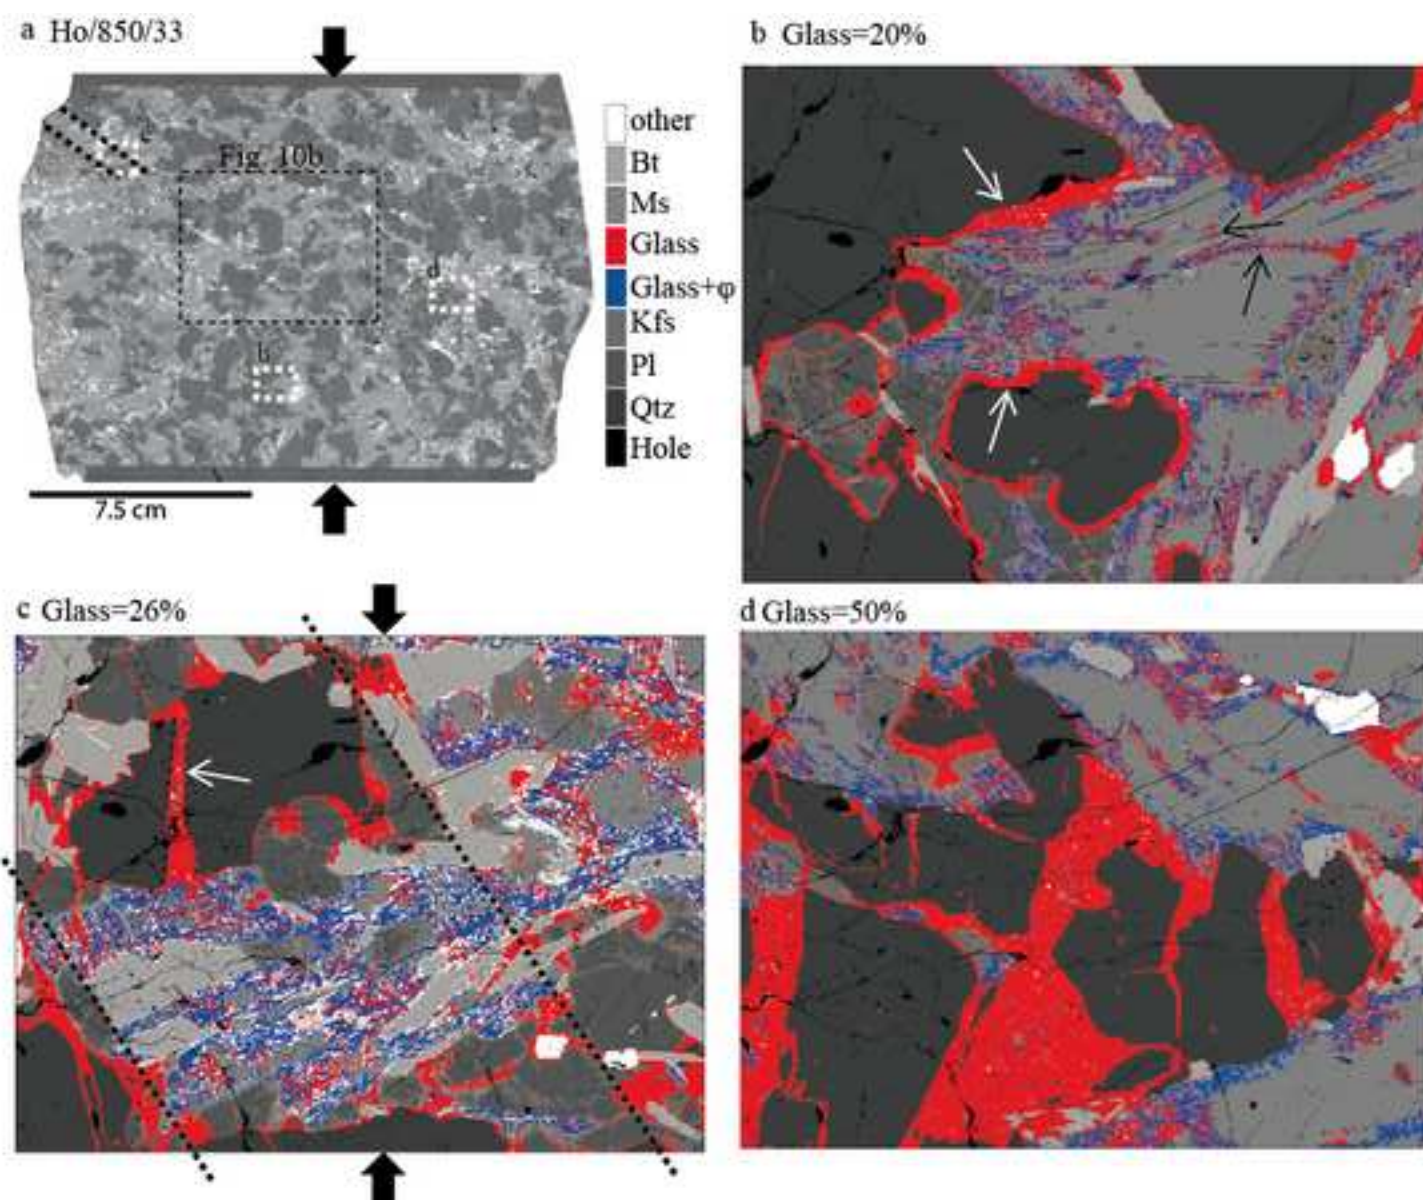 a Ho/850/33
c
Fig. 10b
d
b
7.5 cm
other
Bt
Ms
Glass
Glass+φ
Kfs
Pl
Qtz
Hole
b Glass=20%
c Glass=26%
d Glass=50%